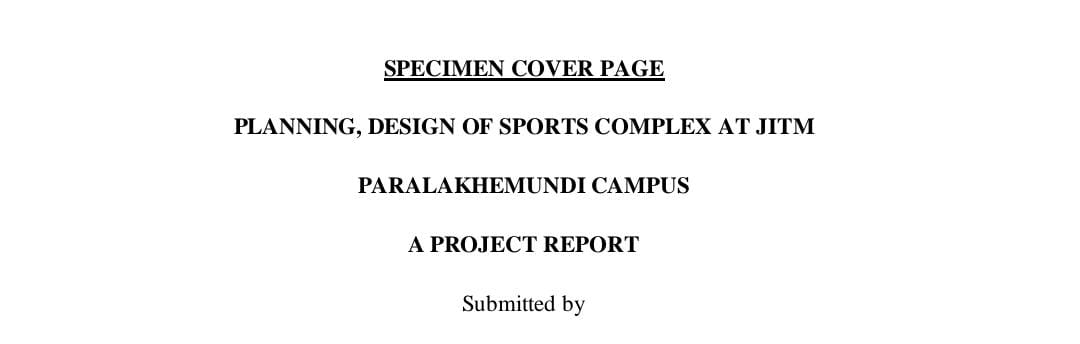 SPECIMEN COVER PAGE
PLANNING, DESIGN OF SPORTS COMPLEX AT JITM
PARALAKHEMUNDI CAMPUS
A PROJECT REPORT
Submitted by